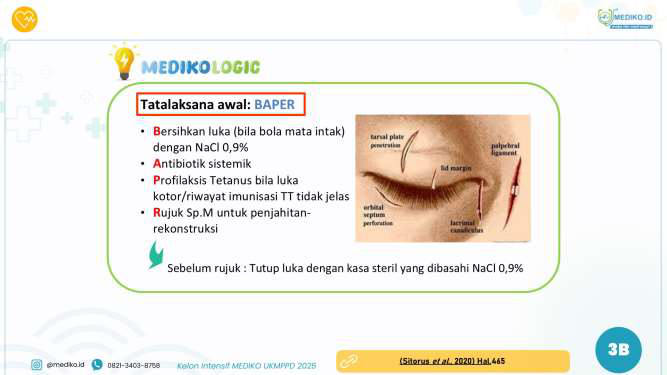 MEDIKO.ID
MEDIKOLOGIC
Tatalaksana awal: BAPER
• Bersihkan luka (bila bola mata intak)
dengan NaCl 0,9%
• Antibiotik sistemik
• Profilaksis Tetanus bila luka
kotor/riwayat imunisasi TT tidak jelas
• Rujuk Sp.M untuk penjahitan-
rekonstruksi
tarsal plate
penetration
palpebral
ligament
lid margin
orbital
septum
perforation
lacrimal
canaliculus
Sebelum rujuk : Tutup luka dengan kasa steril yang dibasahi NaCl 0,9%
3B
@mediko.id
0821-3403-8758
Kelon Intensif MEDIKO UKMPPD 2025
(Sitorus et al., 2020) Hal.465